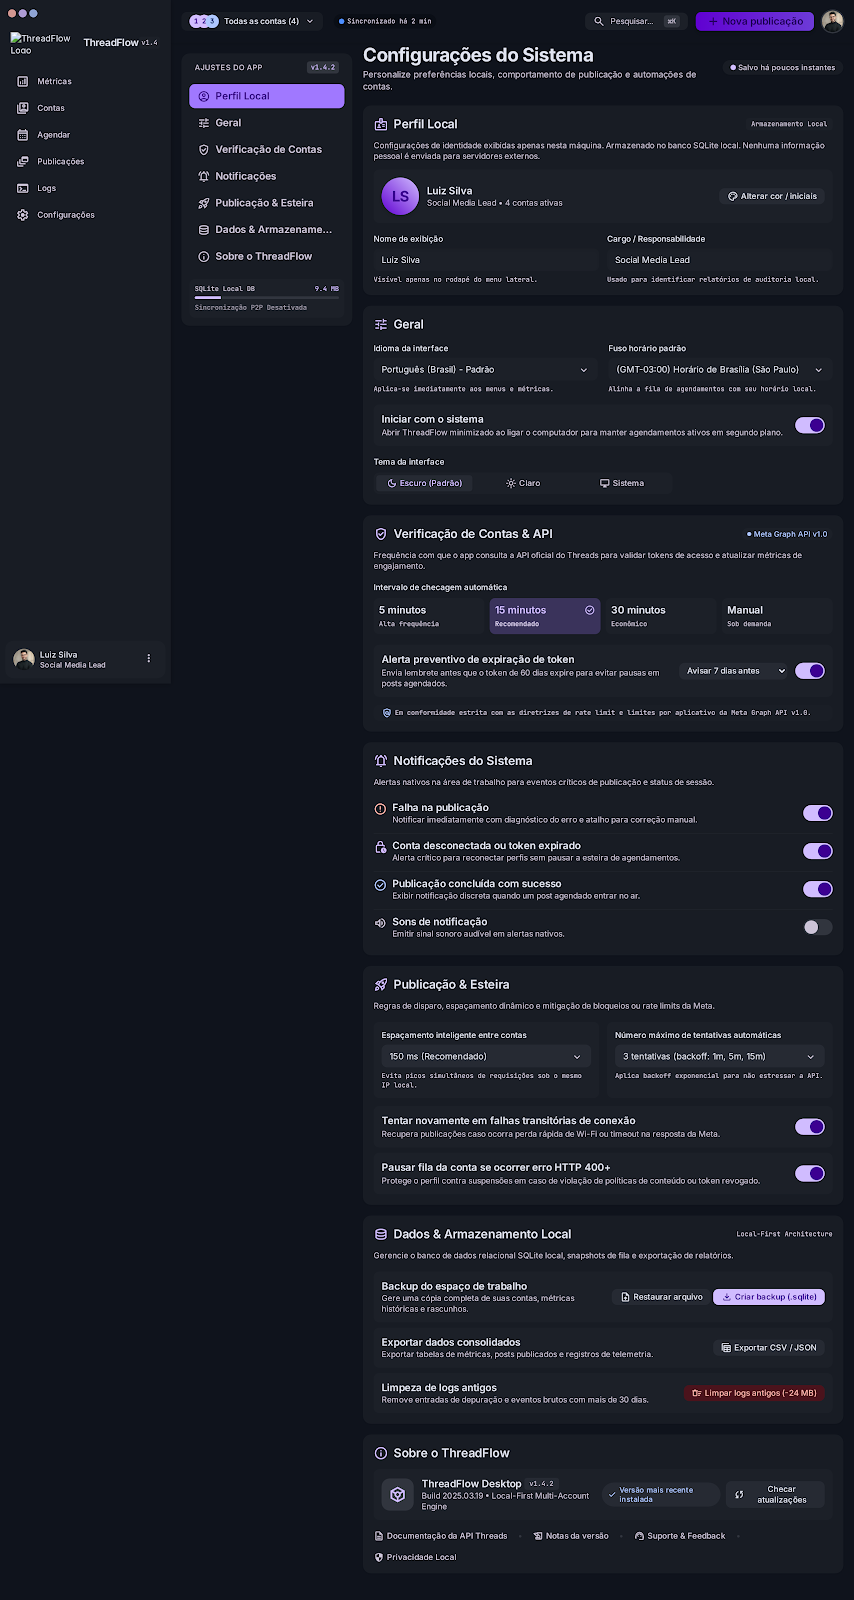 ThreadFlow
Logo
ThreadFlow v1.4
Métricas
Contas
Agendar
Publicações
Logs
Configurações
Luiz Silva
Social Media Lead
1 2 3 Todas as contas (4)
Sincronizado há 2 min
Pesquisar... ⌘K
+ Nova publicação
AJUSTES DO APP v1.4.2
Perfil Local
Geral
Verificação de Contas
Notificações
Publicação & Esteira
Dados & Armazename...
Sobre o ThreadFlow
SQLite Local DB 9.4 MB
Sincronização P2P Desativada
Configurações do Sistema
Personalize preferências locais, comportamento de publicação e automações de
contas.
Salvo há poucos instantes
Perfil Local
Armazenamento Local
Configurações de identidade exibidas apenas nesta máquina. Armazenado no banco SQLite local. Nenhuma informação
pessoal é enviada para servidores externos.
LS
Luiz Silva
Social Media Lead • 4 contas ativas
Alterar cor / iniciais
Nome de exibição
Luiz Silva
Visível apenas no rodapé do menu lateral.
Cargo / Responsabilidade
Social Media Lead
Usado para identificar relatórios de auditoria local.
Geral
Idioma da interface
Português (Brasil) - Padrão
Aplica-se imediatamente aos menus e métricas.
Fuso horário padrão
(GMT-03:00) Horário de Brasília (São Paulo)
Alinha a fila de agendamentos com seu horário local.
Iniciar com o sistema
Abrir ThreadFlow minimizado ao ligar o computador para manter agendamentos ativos em segundo plano.
Tema da interface
Escuro (Padrão)
Claro
Sistema
Verificação de Contas & API
Meta Graph API v1.0
Frequência com que o app consulta a API oficial do Threads para validar tokens de acesso e atualizar métricas de
engajamento.
Intervalo de checagem automática
5 minutos
Alta frequência
15 minutos
Recomendado
30 minutos
Econômico
Manual
Sob demanda
Alerta preventivo de expiração de token
Envia lembrete antes que o token de 60 dias expire para evitar pausas em
posts agendados.
Avisar 7 dias antes
Em conformidade estrita com as diretrizes de rate limit e limites por aplicativo da Meta Graph API v1.0.
Notificações do Sistema
Alertas nativos na área de trabalho para eventos críticos de publicação e status de sessão.
Falha na publicação
Notificar imediatamente com diagnóstico do erro e atalho para correção manual.
Conta desconectada ou token expirado
Alerta crítico para reconectar perfis sem pausar a esteira de agendamentos.
Publicação concluída com sucesso
Exibir notificação discreta quando um post agendado entrar no ar.
Sons de notificação
Emitir sinal sonoro audível em alertas nativos.
Publicação & Esteira
Regras de disparo, espaçamento dinâmico e mitigação de bloqueios ou rate limits da Meta.
Espaçamento inteligente entre contas
150 ms (Recomendado)
Evita picos simultâneos de requisições sob o mesmo
IP local.
Número máximo de tentativas automáticas
3 tentativas (backoff: 1m, 5m, 15m)
Aplica backoff exponencial para não estressar a API.
Tentar novamente em falhas transitórias de conexão
Recupera publicações caso ocorra perda rápida de Wi-Fi ou timeout na resposta da Meta.
Pausar fila da conta se ocorrer erro HTTP 400+
Protege o perfil contra suspensões em caso de violação de políticas de conteúdo ou token revogado.
Dados & Armazenamento Local
Local-First Architecture
Gerencie o banco de dados relacional SQLite local, snapshots de fila e exportação de relatórios.
Backup do espaço de trabalho
Gere uma cópia completa de suas contas, métricas
históricas e rascunhos.
Restaurar arquivo
Criar backup (.sqlite)
Exportar dados consolidados
Exportar tabelas de métricas, posts publicados e registros de telemetria.
Exportar CSV / JSON
Limpeza de logs antigos
Remove entradas de depuração e eventos brutos com mais de 30 dias.
Limpar logs antigos (-24 MB)
Sobre o ThreadFlow
ThreadFlow Desktop v1.4.2
Build 2025.03.19 • Local-First Multi-Account
Engine
Versão mais recente
instalada
Checar
atualizações
Documentação da API Threads
Notas da versão
Suporte & Feedback
Privacidade Local